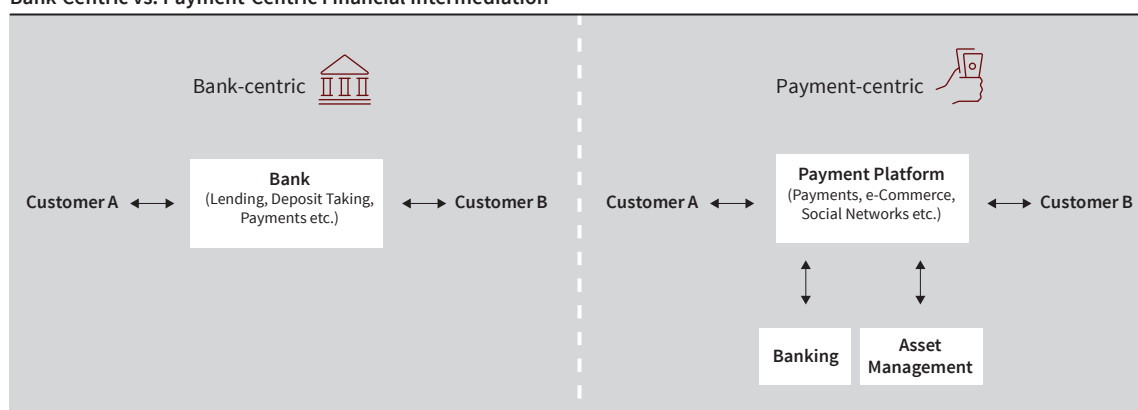 Bank-Centric vs. Payment-Centric Financial Intermediation
Bank-centric
Customer A
Bank
(Lending, Deposit Taking,
Payments etc.)
Customer B
Payment-centric
Customer A
Payment Platform
(Payments, e-Commerce,
Social Networks etc.)
Customer B
Banking
Asset
Management